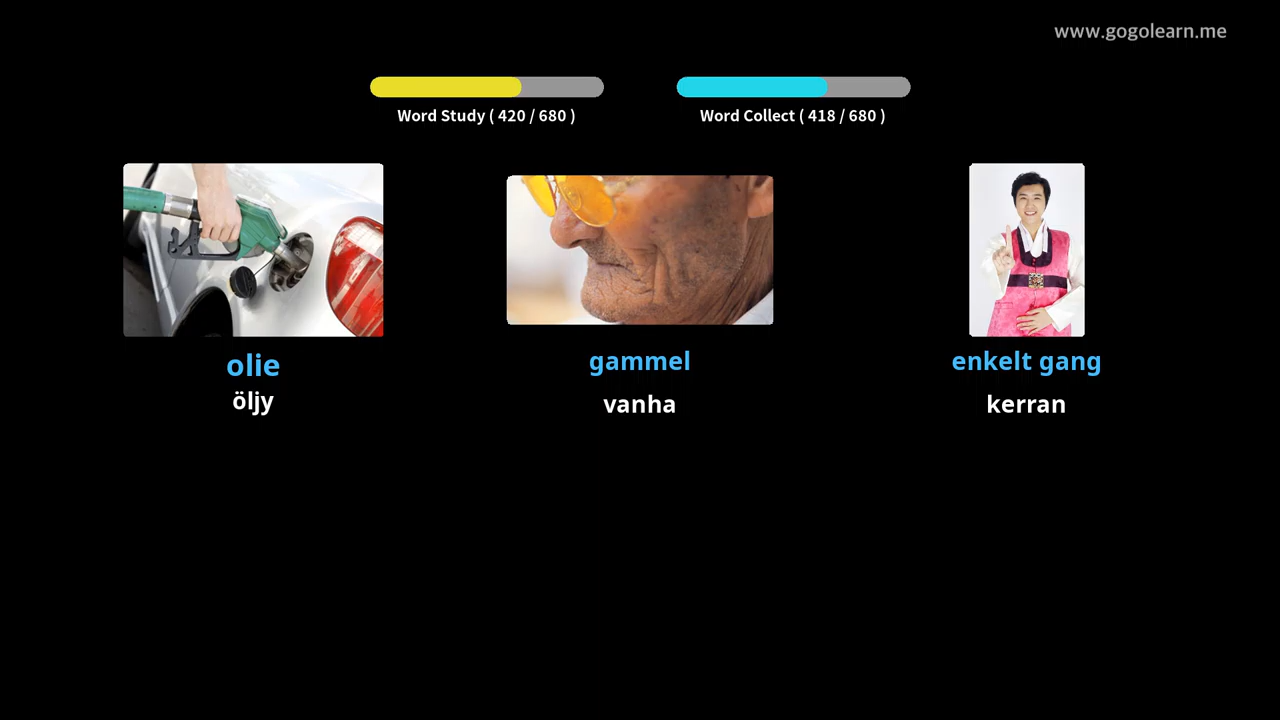 www.gogolearn.me
Word Study ( 420 / 680 )
Word Collect ( 418 / 680 )
olie
öljy
gammel
vanha
enkelt gang
kerran